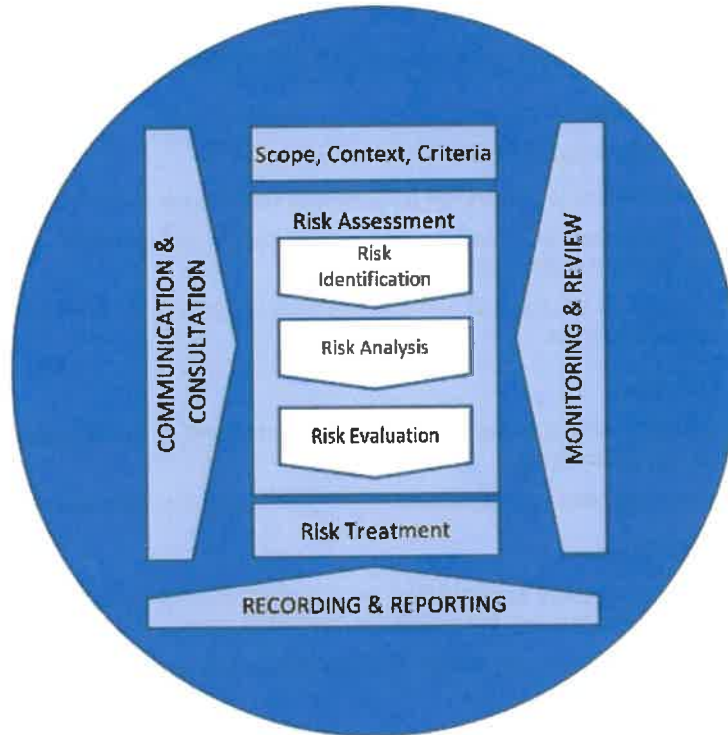 Scope, Context, Criteria
Risk Assessment
Risk
Identification
Risk Analysis
Risk Evaluation
Risk Treatment
COMMUNICATION &
CONSULTATION
MONITORING & REVIEW
RECORDING & REPORTING